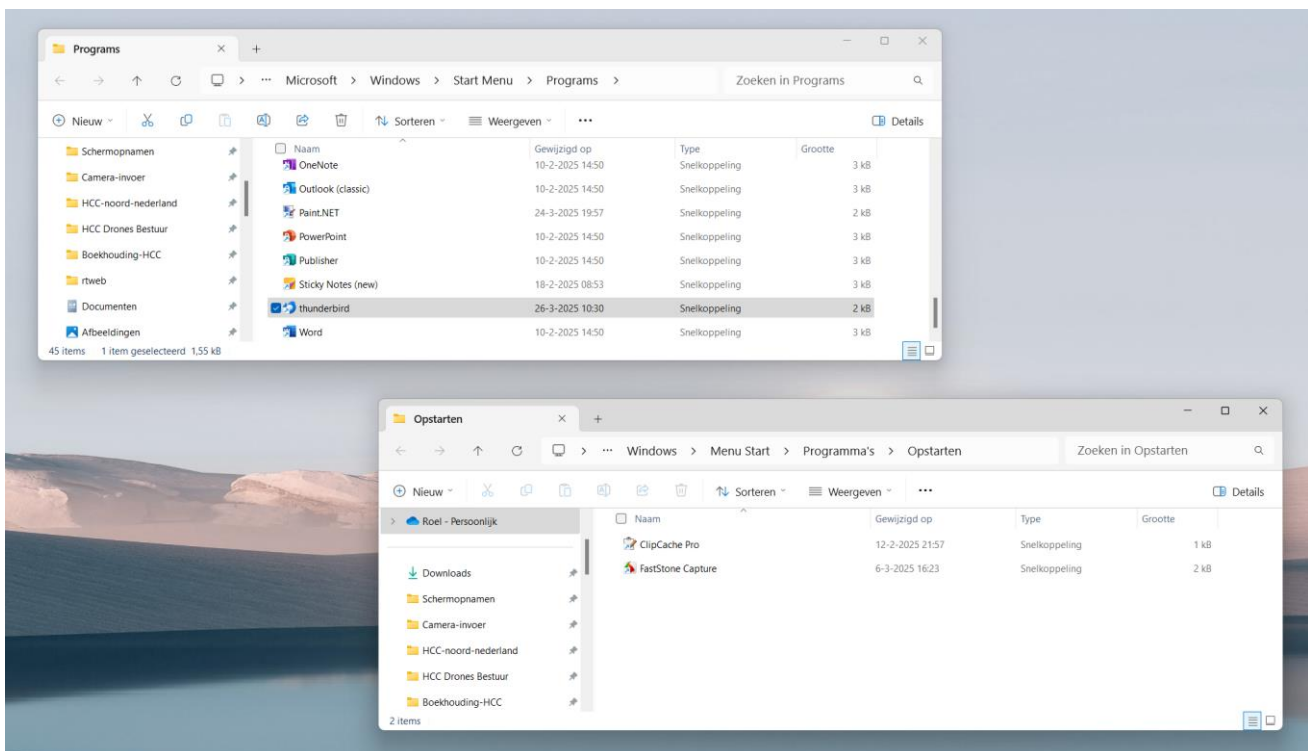 Programs
Microsoft > Windows > Start Menu > Programs >
Zoeken in Programs
Nieuw
Sorteren
Weergeven
...
Details
Schermopnamen
Camera-invoer
HCC-noord-nederland
HCC Drones Bestuur
Boekhouding-HCC
rtweb
Documenten
Afbeeldingen
Naam Gewijzigd op Type Grootte
OneNote 10-2-2025 14:50 Snelkoppeling 3 kB
Outlook (classic) 10-2-2025 14:50 Snelkoppeling 3 kB
Paint.NET 24-3-2025 19:57 Snelkoppeling 2 kB
PowerPoint 10-2-2025 14:50 Snelkoppeling 3 kB
Publisher 10-2-2025 14:50 Snelkoppeling 3 kB
Sticky Notes (new) 18-2-2025 08:53 Snelkoppeling 3 kB
thunderbird 26-3-2025 10:30 Snelkoppeling 2 kB
Word 10-2-2025 14:50 Snelkoppeling 3 kB
45 items 1 item geselecteerd 1,55 kB
Opstarten
Windows > Menu Start > Programma's > Opstarten
Zoeken in Opstarten
Nieuw
Sorteren
Weergeven
...
Details
Roel - Persoonlijk
Downloads
Schermopnamen
Camera-invoer
HCC-noord-nederland
HCC Drones Bestuur
Boekhouding-HCC
Naam Gewijzigd op Type Grootte
ClipCache Pro 12-2-2025 21:57 Snelkoppeling 1 kB
FastStone Capture 6-3-2025 16:23 Snelkoppeling 2 kB
2 items